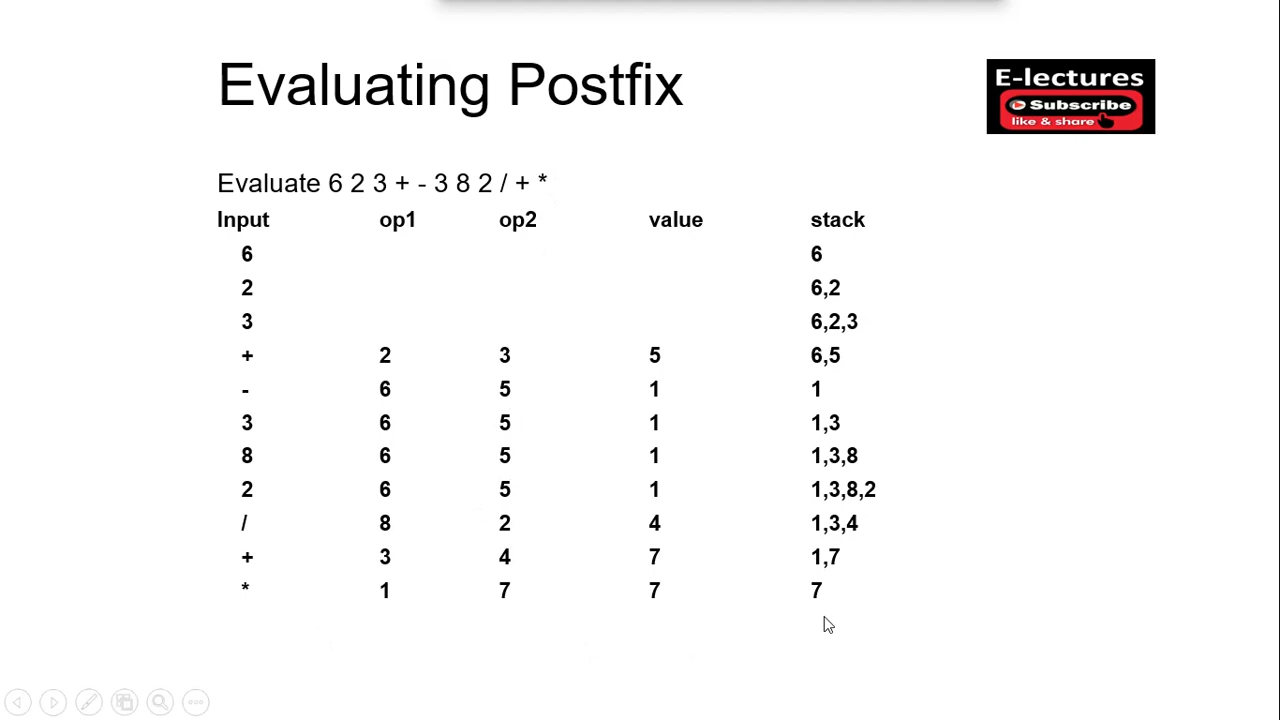 Evaluating Postfix
E-lectures
Subscribe
like & share
Evaluate 6 2 3 + - 3 8 2 / + *
Input op1 op2 value stack
6 6
2 6,2
3 6,2,3
+ 2 3 5 6,5
- 6 5 1 1
3 6 5 1 1,3
8 6 5 1 1,3,8
2 6 5 1 1,3,8,2
/ 8 2 4 1,3,4
+ 3 4 7 1,7
* 1 7 7 7